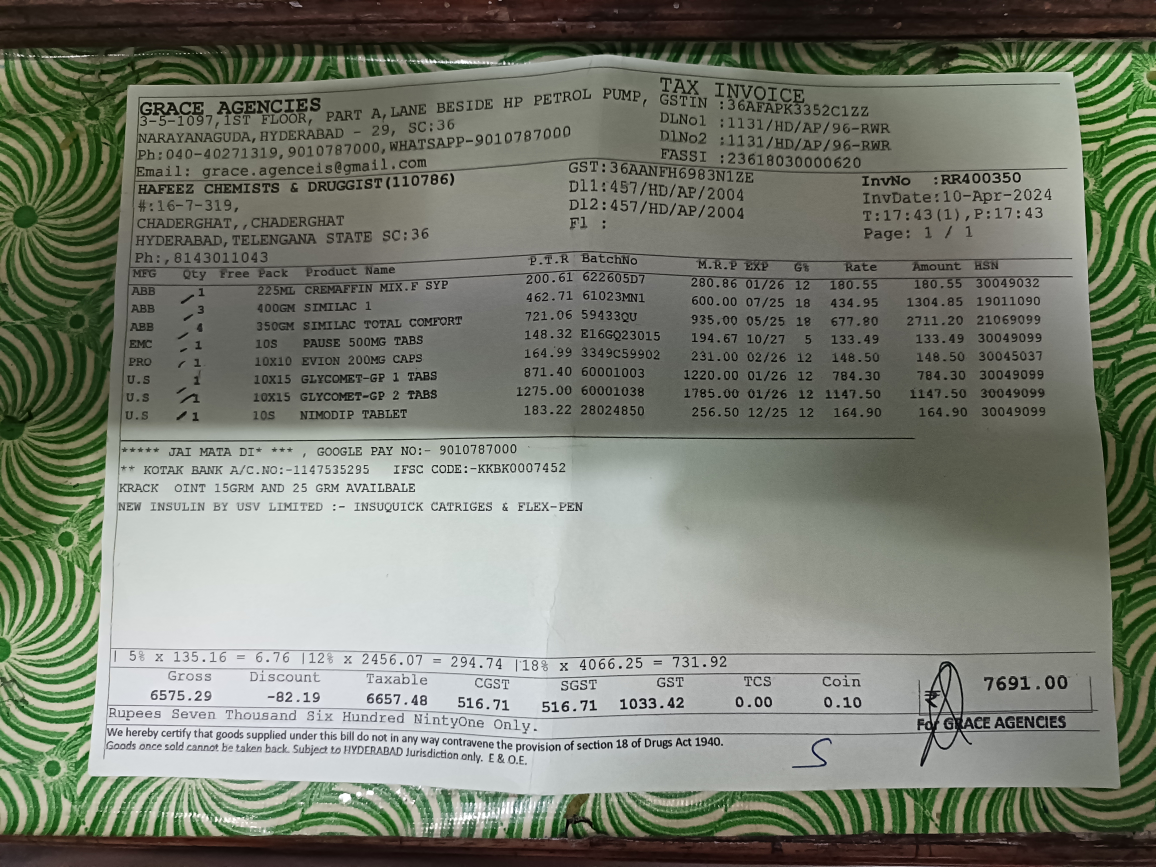 GRACE AGENCIES
3-5-1097,1ST FLOOR, PART A,LANE BESIDE HP PETROL PUMP,
NARAYANAGUDA,HYDERABAD - 29, SC:36
Ph:040-40271319,9010787000,WHATSAPP-9010787000
Email: grace.agenceis@gmail.com
TAX INVOICE
GSTIN :36AFAPK3352C1ZZ
DLNo1 :1131/HD/AP/96-RWR
DlNo2 :1131/HD/AP/96-RWR
FASSI :23618030000620
HAFEEZ CHEMISTS & DRUGGIST(110786)
#:16-7-319,
CHADERGHAT,,CHADERGHAT
HYDERABAD,TELENGANA STATE SC:36
Ph:,8143011043
GST:36AANFH6983N1ZE
Dl1:457/HD/AP/2004
Dl2:457/HD/AP/2004
Fl :
InvNo :RR400350
InvDate:10-Apr-2024
T:17:43(1),P:17:43
Page: 1 / 1
MFG Qty Free Pack Product Name P.T.R BatchNo M.R.P EXP G% Rate Amount HSN
ABB 1 225ML CREMAFFIN MIX.F SYP 200.61 622605D7 280.86 01/26 12 180.55 180.55 30049032
ABB 3 400GM SIMILAC 1 462.71 61023MN1 600.00 07/25 18 434.95 1304.85 19011090
ABB 4 350GM SIMILAC TOTAL COMFORT 721.06 59433QU 935.00 05/25 18 677.80 2711.20 21069099
EMC 1 10S PAUSE 500MG TABS 148.32 E16GQ23015 194.67 10/27 5 133.49 133.49 30049099
PRO 1 10X10 EVION 200MG CAPS 164.99 3349C59902 231.00 02/26 12 148.50 148.50 30045037
U.S 1 10X15 GLYCOMET-GP 1 TABS 871.40 60001003 1220.00 01/26 12 784.30 784.30 30049099
U.S 1 10X15 GLYCOMET-GP 2 TABS 1275.00 60001038 1785.00 01/26 12 1147.50 1147.50 30049099
U.S 1 10S NIMODIP TABLET 183.22 28024850 256.50 12/25 12 164.90 164.90 30049099
***** JAI MATA DI* *** , GOOGLE PAY NO:- 9010787000
** KOTAK BANK A/C.NO:-1147535295 IFSC CODE:-KKBK0007452
KRACK OINT 15GRM AND 25 GRM AVAILBALE
NEW INSULIN BY USV LIMITED :- INSUQUICK CATRIGES & FLEX-PEN
| 5% x 135.16 = 6.76 |12% x 2456.07 = 294.74 |18% x 4066.25 = 731.92
Gross Discount Taxable CGST SGST GST TCS Coin
6575.29 -82.19 6657.48 516.71 516.71 1033.42 0.00 0.10
₹ 7691.00
Rupees Seven Thousand Six Hundred NintyOne Only.
For GRACE AGENCIES
We hereby certify that goods supplied under this bill do not in any way contravene the provision of section 18 of Drugs Act 1940.
Goods once sold cannot be taken back. Subject to HYDERABAD Jurisdiction only. E & O.E.
S